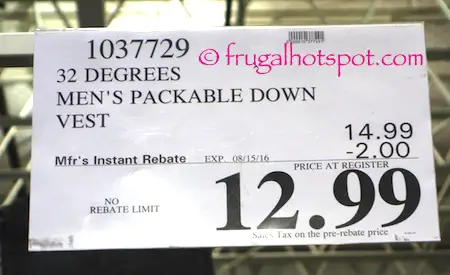 1037729
© frugalhotspot.com
32 DEGREES
MEN'S PACKABLE DOWN
VEST
14.99
Mfr's Instant Rebate EXP. 08/15/16 -2.00
PRICE AT REGISTER
NO
REBATE LIMIT
12.99
Sales Tax on the pre-rebate price